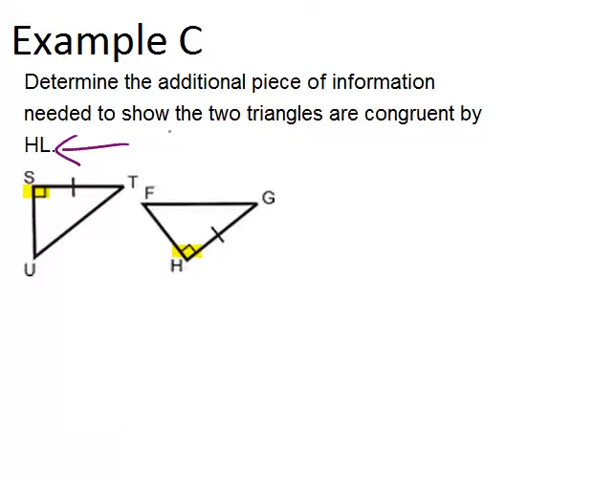 Example C
Determine the additional piece of information
needed to show the two triangles are congruent by
HL.
S
T
F
G
U
H